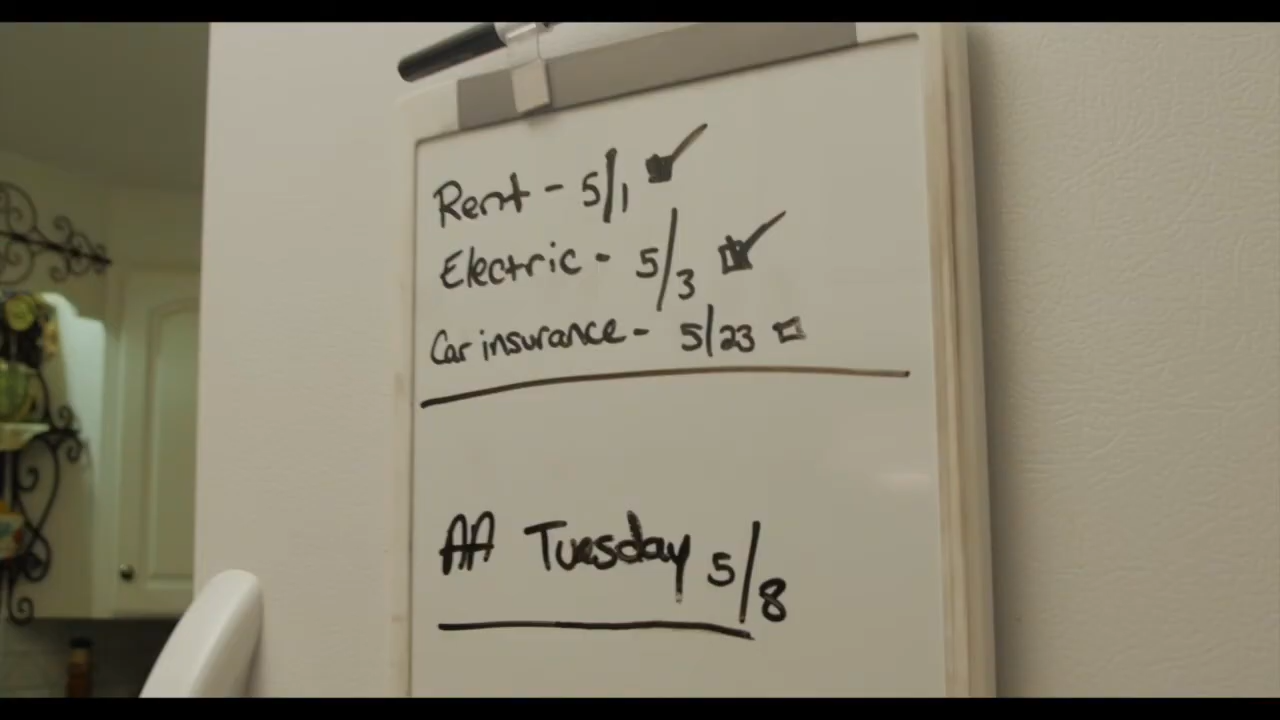 Rent - 5/1 ✓
Electric - 5/3 ✓
Car insurance - 5/23 □
AA Tuesday 5/8